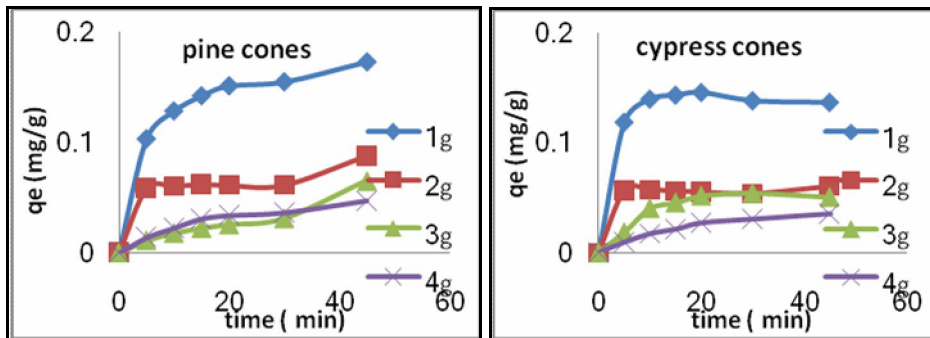 0.2
pine cones
0.1
qe (mg/g)
0
0
20
40
60
time ( min)
1g
2g
3g
4g
0.2
cypress cones
0.1
qe (mg/g)
0
0
20
40
60
time ( min)
1g
2g
3g
4g